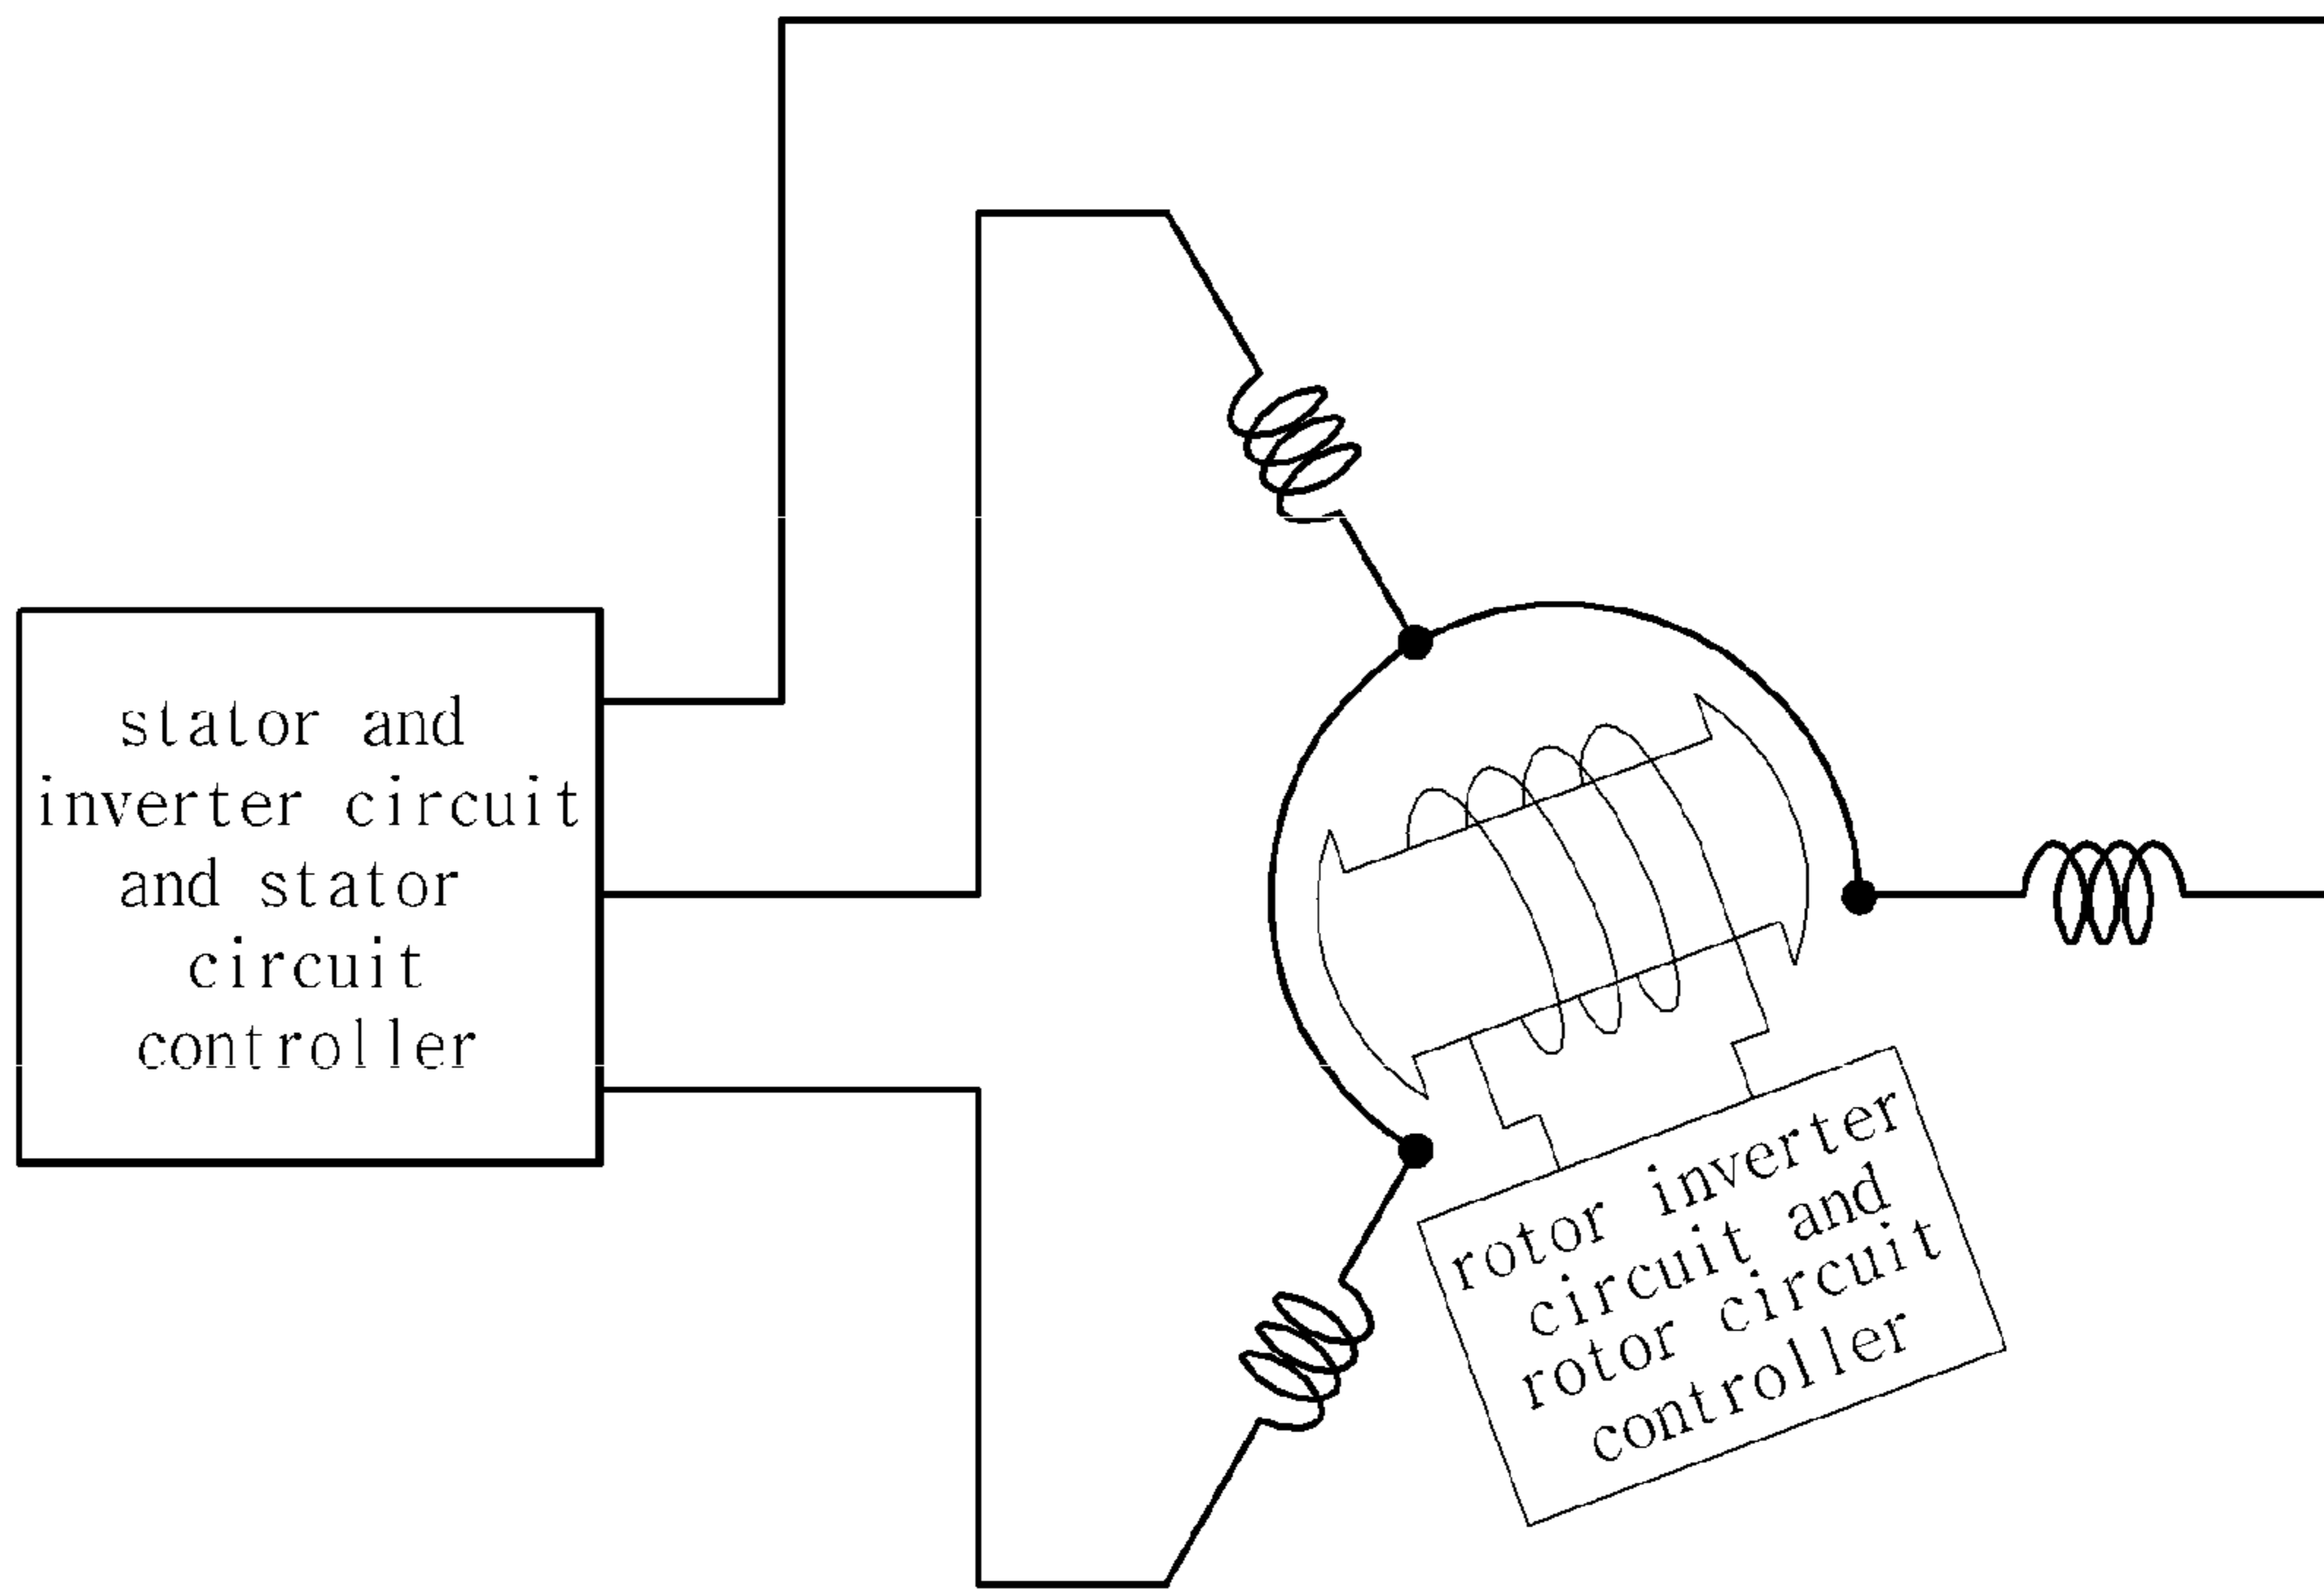 stator and
inverter circuit
and stator
circuit
controller
rotor inverter
circuit and
rotor circuit
controller